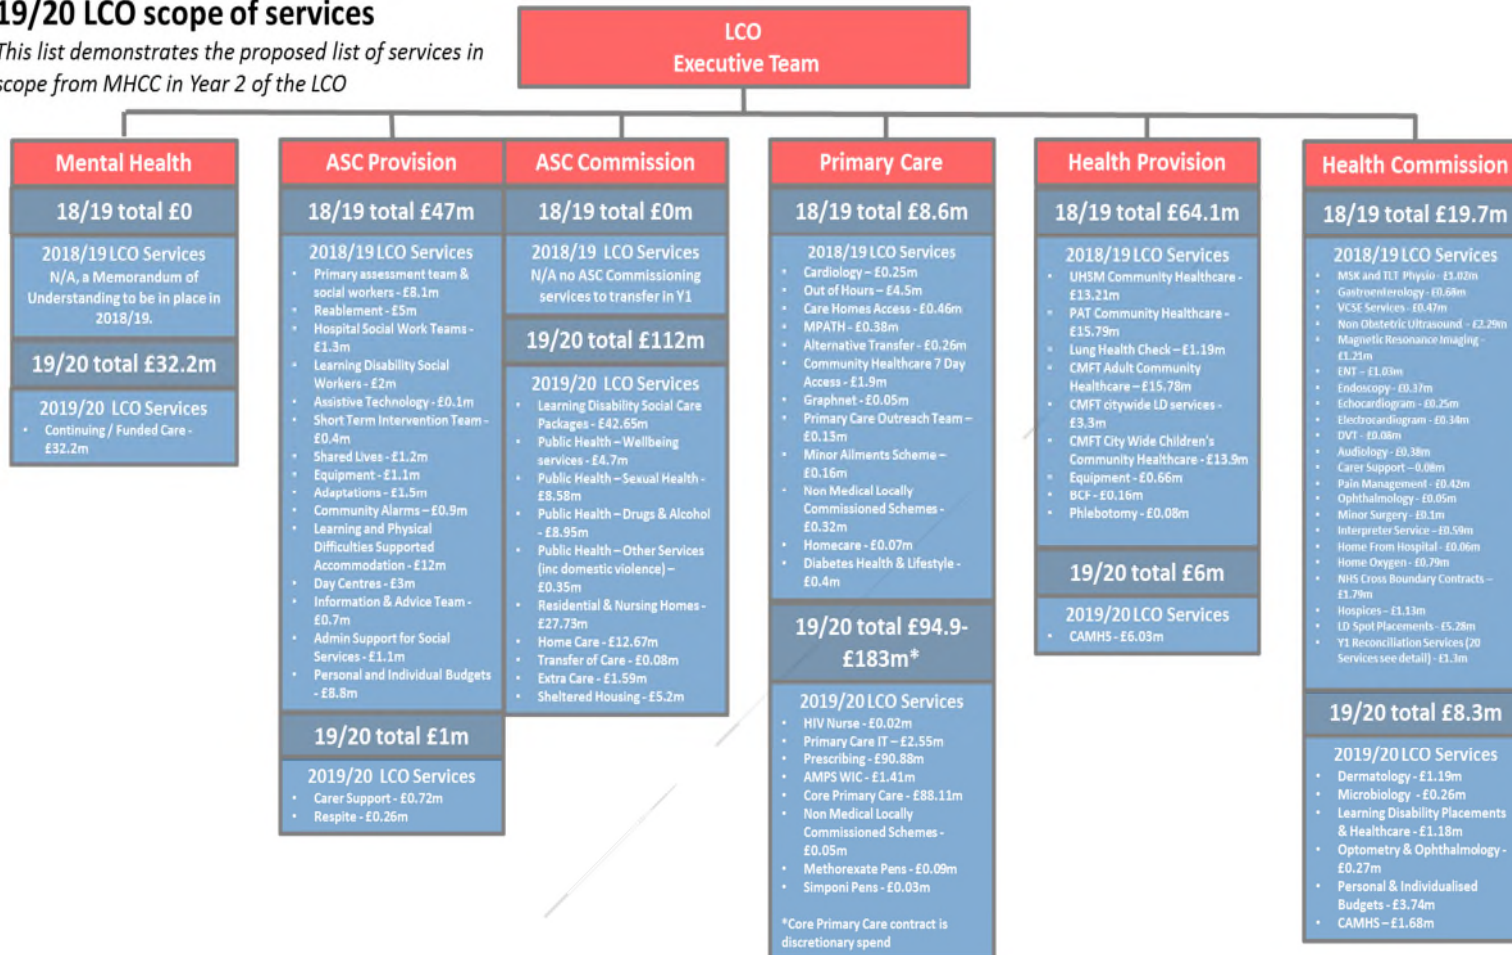 19/20 LCO scope of services
This list demonstrates the proposed list of services in
scope from MHCC in Year 2 of the LCO
LCO
Executive Team
Mental Health
18/19 total £0
2018/19 LCO Services
N/A, a Memorandum of
Understanding to be in place in
2018/19.
19/20 total £32.2m
2019/20 LCO Services
• Continuing / Funded Care -
£32.2m
ASC Provision
18/19 total £47m
2018/19 LCO Services
• Primary assessment team &
social workers - £8.1m
• Reablement - £5m
• Hospital Social Work Teams -
£1.3m
• Learning Disability Social
Workers - £2m
• Assistive Technology - £0.1m
• Short Term Intervention Team -
£0.4m
• Shared Lives - £1.2m
• Equipment - £1.1m
• Adaptations - £1.5m
• Community Alarms – £0.9m
• Learning and Physical
Difficulties Supported
Accommodation - £12m
• Day Centres - £3m
• Information & Advice Team -
£0.7m
• Admin Support for Social
Services - £1.1m
• Personal and Individual Budgets
- £8.8m
19/20 total £1m
2019/20 LCO Services
• Carer Support - £0.72m
• Respite - £0.26m
ASC Commission
18/19 total £0m
2018/19 LCO Services
N/A no ASC Commissioning
services to transfer in Y1
19/20 total £112m
2019/20 LCO Services
• Learning Disability Social Care
Packages - £42.65m
• Public Health – Wellbeing
services - £4.7m
• Public Health – Sexual Health -
£8.58m
• Public Health – Drugs & Alcohol
- £8.95m
• Public Health – Other Services
(inc domestic violence) –
£0.35m
• Residential & Nursing Homes -
£27.73m
• Home Care - £12.67m
• Transfer of Care - £0.08m
• Extra Care - £1.59m
• Sheltered Housing - £5.2m
Primary Care
18/19 total £8.6m
2018/19 LCO Services
• Cardiology – £0.25m
• Out of Hours – £4.5m
• Care Homes Access - £0.46m
• MPATH - £0.38m
• Alternative Transfer - £0.26m
• Community Healthcare 7 Day
Access - £1.9m
• Graphnet - £0.05m
• Primary Care Outreach Team –
£0.13m
• Minor Ailments Scheme –
£0.16m
• Non Medical Locally
Commissioned Schemes -
£0.32m
• Homecare - £0.07m
• Diabetes Health & Lifestyle -
£0.4m
19/20 total £94.9-
£183m*
2019/20 LCO Services
• HIV Nurse - £0.02m
• Primary Care IT – £2.55m
• Prescribing - £90.88m
• AMPS WIC - £1.41m
• Core Primary Care - £88.11m
• Non Medical Locally
Commissioned Schemes -
£0.05m
• Methorexate Pens - £0.09m
• Simponi Pens - £0.03m
*Core Primary Care contract is
discretionary spend
Health Provision
18/19 total £64.1m
2018/19 LCO Services
• UHSM Community Healthcare -
£13.21m
• PAT Community Healthcare -
£15.79m
• Lung Health Check – £1.19m
• CMFT Adult Community
Healthcare – £15.78m
• CMFT citywide LD services -
£3.3m
• CMFT City Wide Children's
Community Healthcare - £13.9m
• Equipment - £0.66m
• BCF - £0.16m
• Phlebotomy - £0.08m
19/20 total £6m
2019/20 LCO Services
• CAMHS - £6.03m
Health Commission
18/19 total £19.7m
2018/19 LCO Services
• MSK and TLT Physio - £1.02m
• Gastroenterology - £0.68m
• VCSE Services - £0.47m
• Non Obstetric Ultrasound - £2.29m
• Magnetic Resonance Imaging -
£1.21m
• ENT – £1.03m
• Endoscopy - £0.37m
• Echocardiogram - £0.25m
• Electrocardiogram - £0.34m
• DVT - £0.08m
• Audiology - £0.38m
• Carer Support – 0.08m
• Pain Management - £0.42m
• Ophthalmology - £0.05m
• Minor Surgery - £0.1m
• Interpreter Service – £0.59m
• Home From Hospital - £0.06m
• Home Oxygen - £0.79m
• NHS Cross Boundary Contracts –
£1.79m
• Hospices – £1.13m
• LD Spot Placements - £5.28m
• Y1 Reconciliation Services (20
Services see detail) - £1.3m
19/20 total £8.3m
2019/20 LCO Services
• Dermatology - £1.19m
• Microbiology - £0.26m
• Learning Disability Placements
& Healthcare - £1.18m
• Optometry & Ophthalmology -
£0.27m
• Personal & Individualised
Budgets - £3.74m
• CAMHS – £1.68m